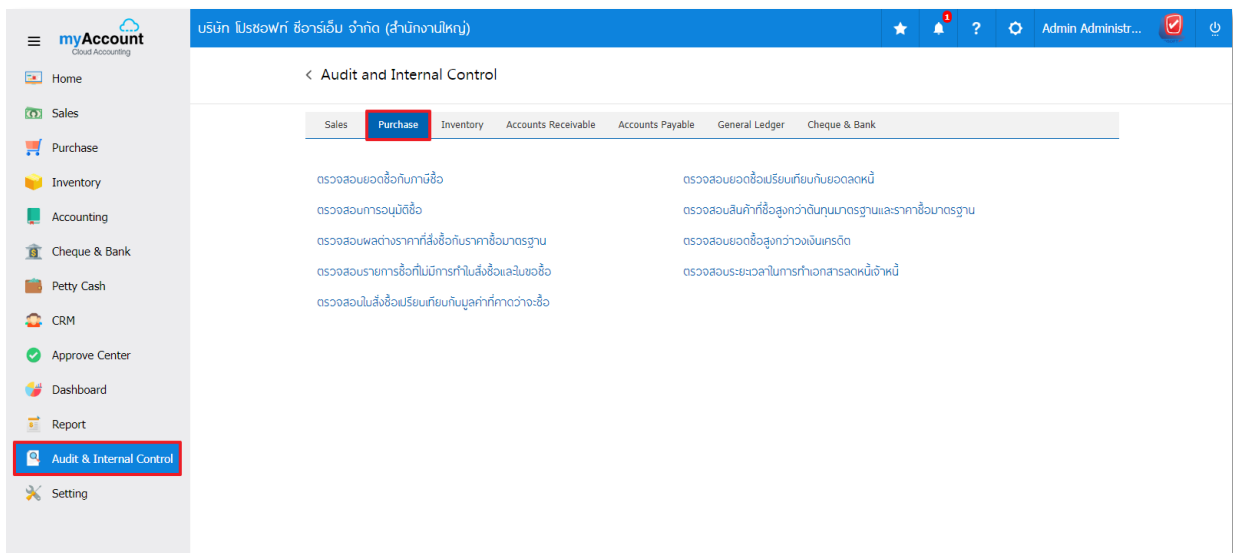 myAccount
Cloud Accounting
บริษัท โปรซอฟท์ ซีอาร์เอ็ม จำกัด (สำนักงานใหญ่)
1
?
Admin Administr...
Home
Sales
Purchase
Inventory
Accounting
Cheque & Bank
Petty Cash
CRM
Approve Center
Dashboard
Report
Audit & Internal Control
Setting
< Audit and Internal Control
Sales Purchase Inventory Accounts Receivable Accounts Payable General Ledger Cheque & Bank
ตรวจสอบยอดซื้อกับภาษีซื้อ
ตรวจสอบการอนุมัติซื้อ
ตรวจสอบผลต่างราคาที่สั่งซื้อกับราคาซื้อมาตรฐาน
ตรวจสอบรายการซื้อที่ไม่มีการทำใบสั่งซื้อและใบขอซื้อ
ตรวจสอบใบสั่งซื้อเปรียบเทียบกับมูลค่าที่คาดว่าจะซื้อ
ตรวจสอบยอดซื้อเปรียบเทียบกับยอดลดหนี้
ตรวจสอบสินค้าที่ซื้อสูงกว่าต้นทุนมาตรฐานและราคาซื้อมาตรฐาน
ตรวจสอบยอดซื้อสูงกว่าวงเงินเครดิต
ตรวจสอบระยะเวลาในการทำเอกสารลดหนี้เจ้าหนี้